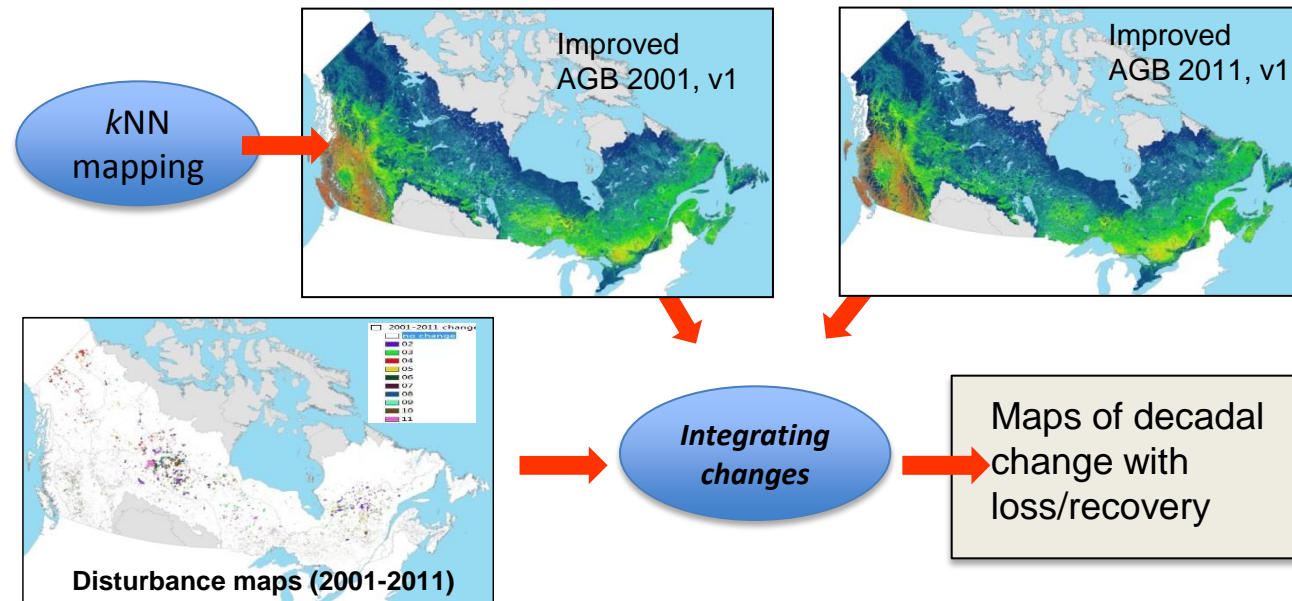 kNN
mapping
Improved
AGB 2001, v1
Improved
AGB 2011, v1
2001-2011 change
no change
02
03
04
05
06
07
08
09
10
11
Disturbance maps (2001-2011)
Integrating
changes
Maps of decadal
change with
loss/recovery